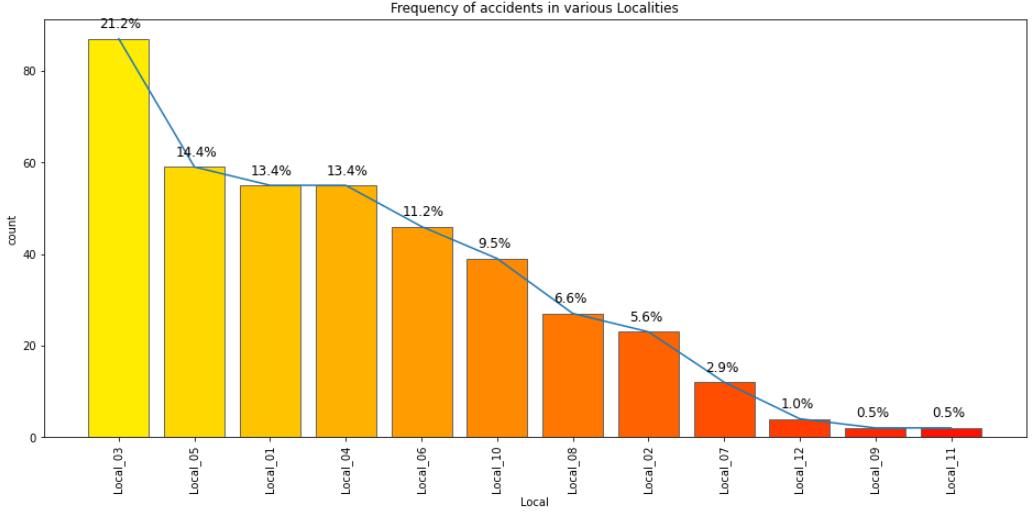 Frequency of accidents in various Localities
21.2%
14.4%
13.4%
13.4%
11.2%
9.5%
6.6%
5.6%
2.9%
1.0%
0.5%
0.5%
80
60
40
20
0
count
Local_03
Local_05
Local_01
Local_04
Local_06
Local_10
Local_08
Local_02
Local_07
Local_12
Local_09
Local_11
Local